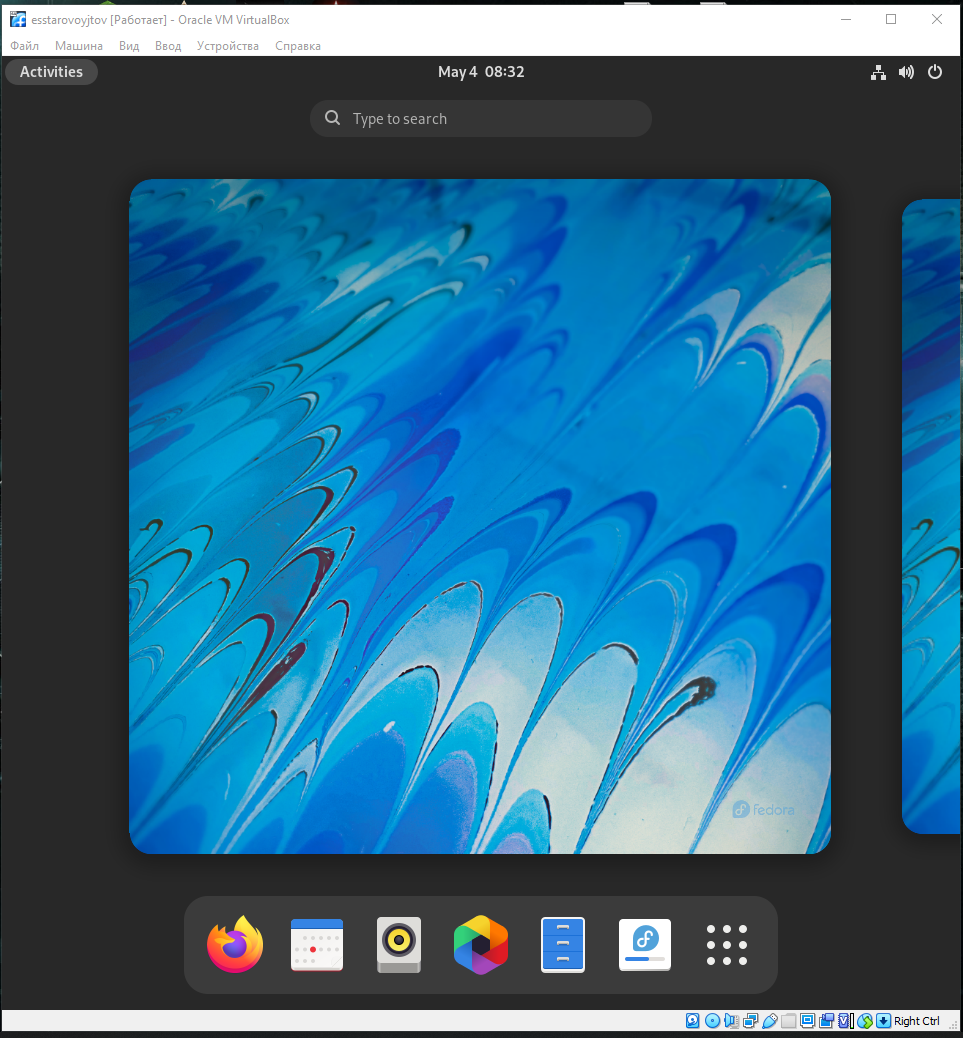 esstarovoyjtov [Работает] - Oracle VM VirtualBox
Файл Машина Вид Ввод Устройства Справка
Activities
May 4 08:32
Type to search
fedora
Right Ctrl